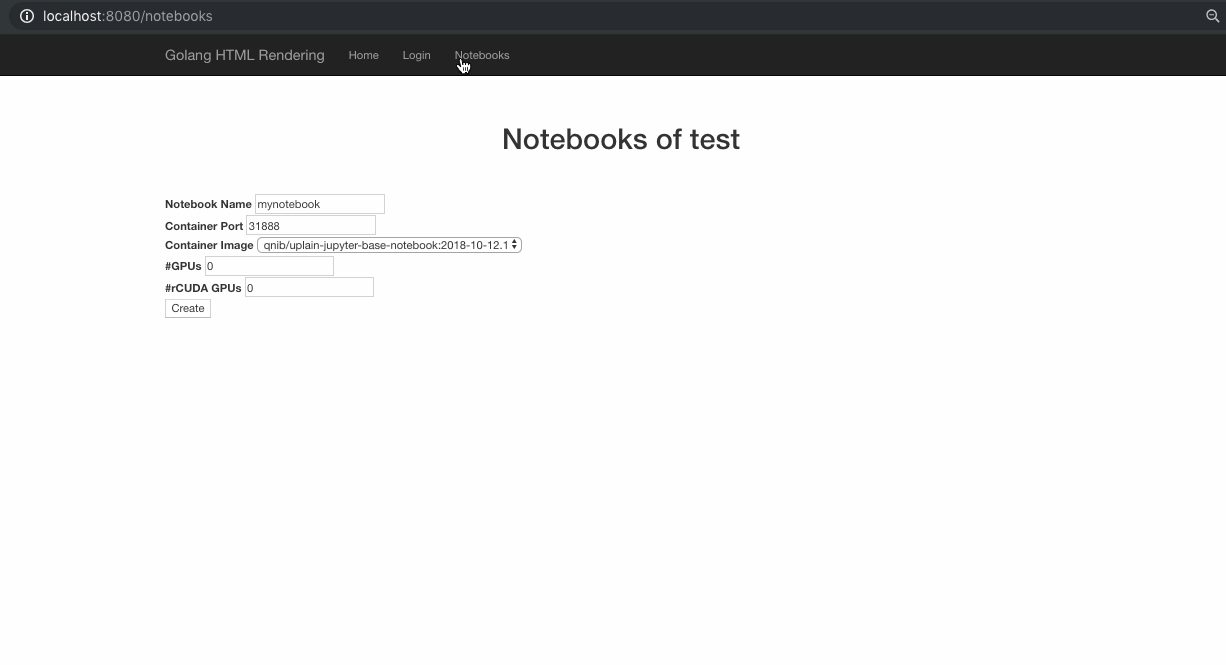 localhost:8080/notebooks
Golang HTML Rendering Home Login Notebooks
Notebooks of test
Notebook Name mynotebook
Container Port 31888
Container Image qnib/uplain-jupyter-base-notebook:2018-10-12.1
#GPUs 0
#rCUDA GPUs 0
Create